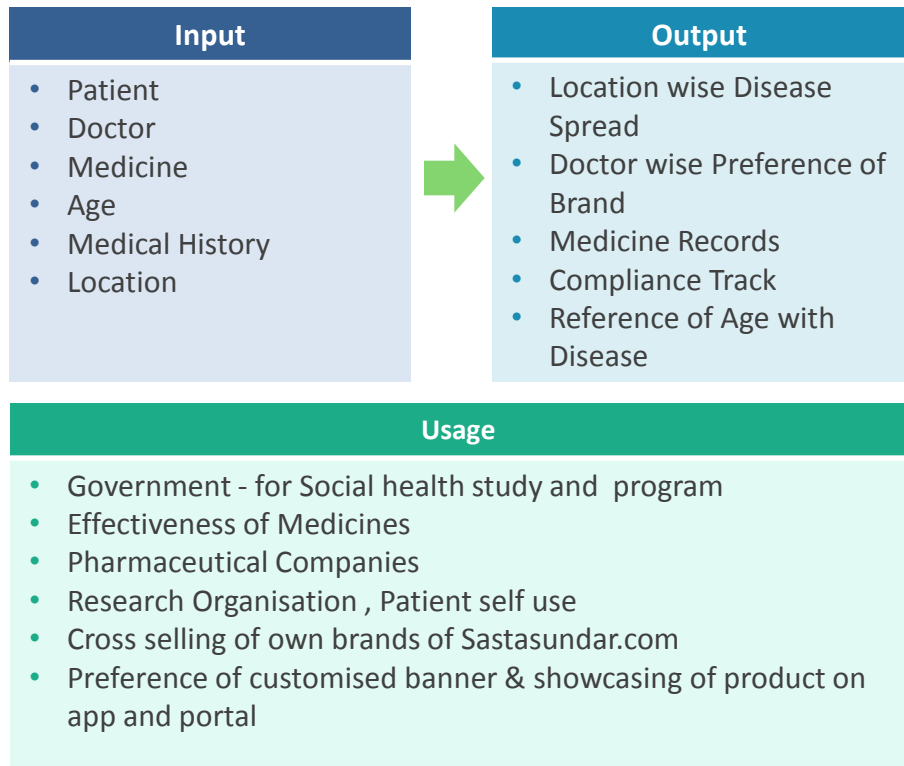 Input
• Patient
• Doctor
• Medicine
• Age
• Medical History
• Location
Output
• Location wise Disease
Spread
• Doctor wise Preference of
Brand
• Medicine Records
• Compliance Track
• Reference of Age with
Disease
Usage
• Government - for Social health study and program
• Effectiveness of Medicines
• Pharmaceutical Companies
• Research Organisation , Patient self use
• Cross selling of own brands of Sastasundar.com
• Preference of customised banner & showcasing of product on
app and portal